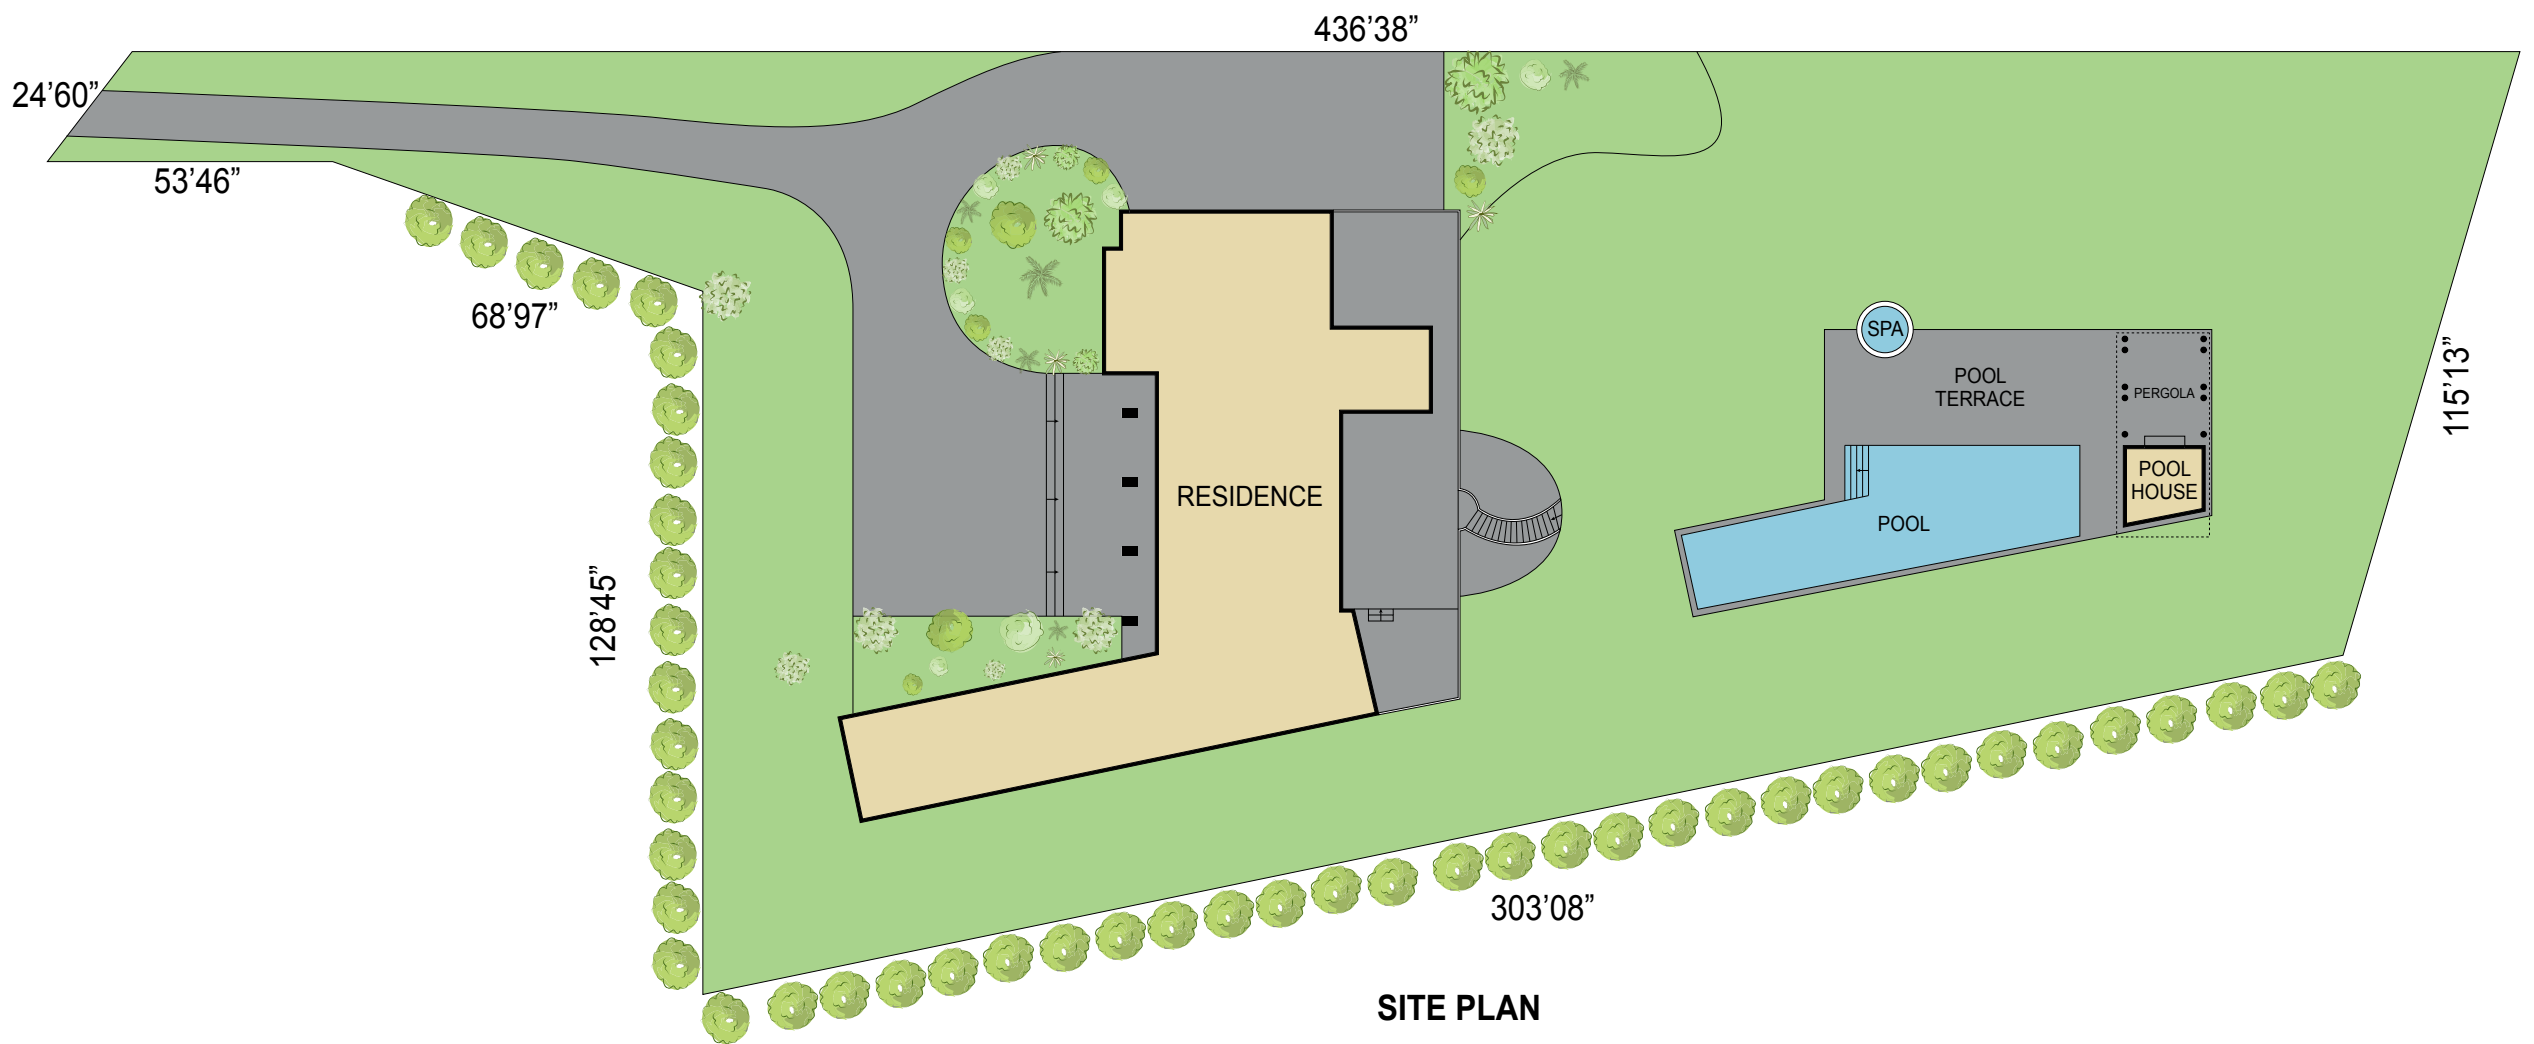 436’38”
24’60”
53’46”
68’97”
SPA
POOL
TERRACE
PERGOLA
115’13”
POOL
HOUSE
RESIDENCE
POOL
128’45”
303’08”
SITE PLAN